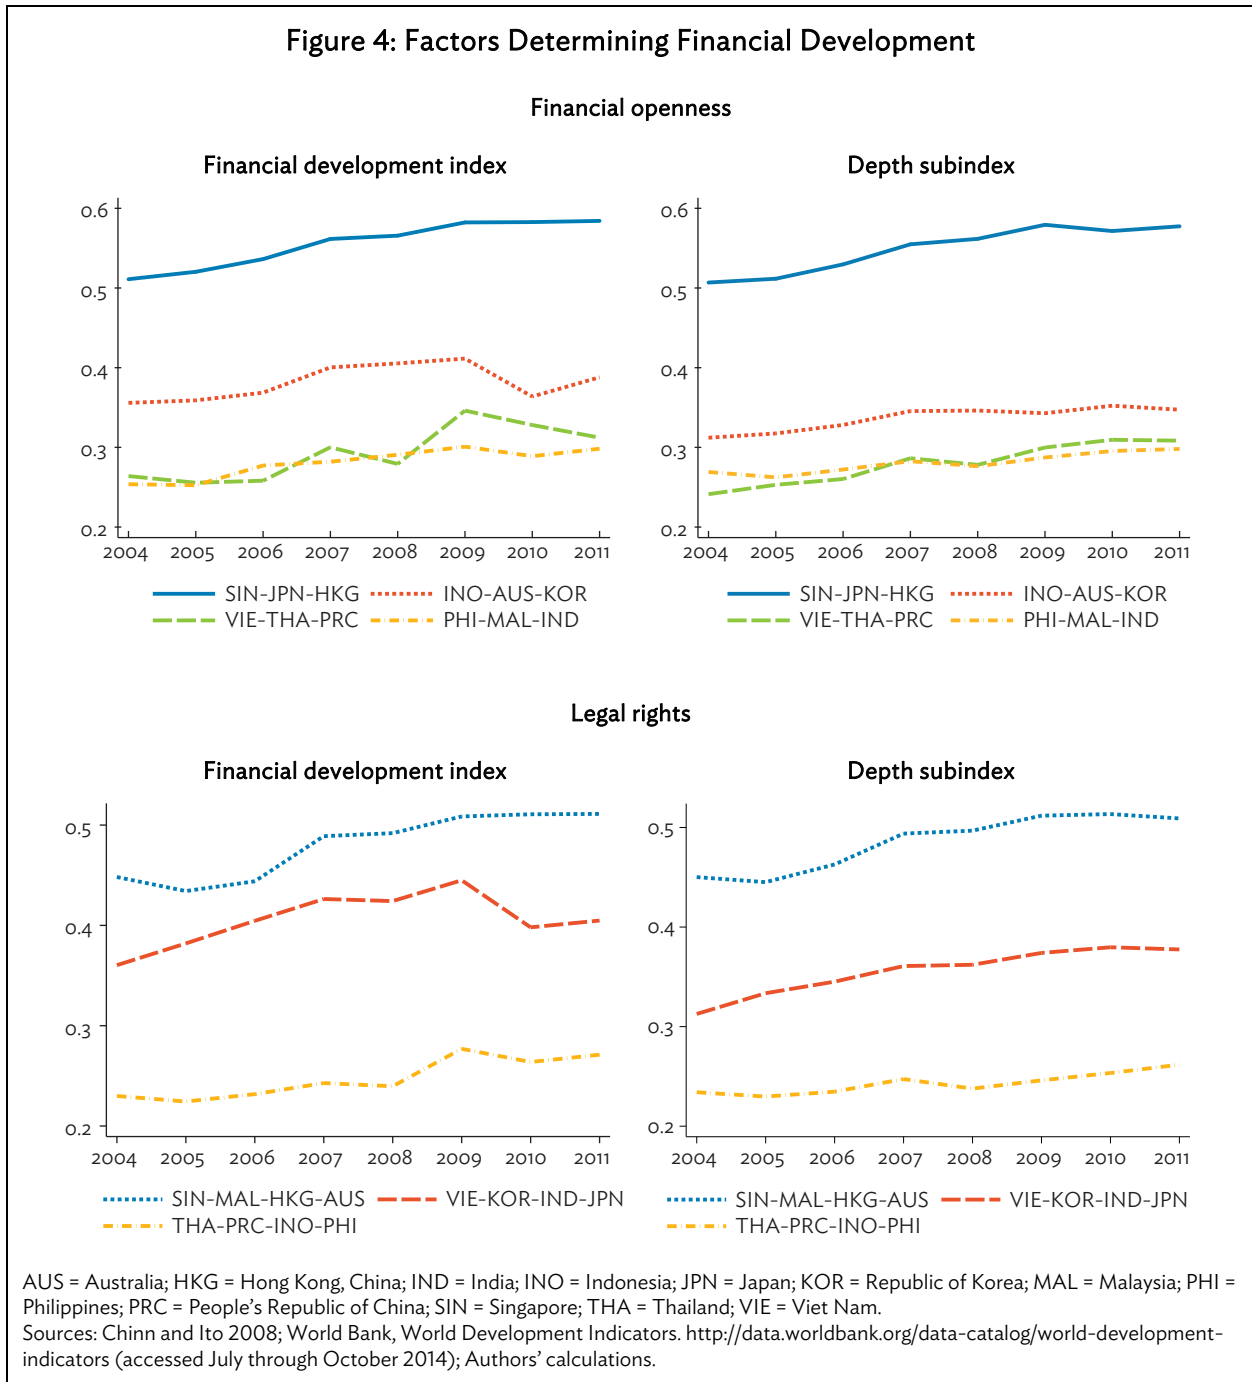 Figure 4: Factors Determining Financial Development
Financial openness
Financial development index
0.6
0.5
0.4
0.3
0.2
2004 2005 2006 2007 2008 2009 2010 2011
SIN-JPN-HKG INO-AUS-KOR
VIE-THA-PRC PHI-MAL-IND
Depth subindex
0.6
0.5
0.4
0.3
0.2
2004 2005 2006 2007 2008 2009 2010 2011
SIN-JPN-HKG INO-AUS-KOR
VIE-THA-PRC PHI-MAL-IND
Legal rights
Financial development index
0.5
0.4
0.3
0.2
2004 2005 2006 2007 2008 2009 2010 2011
SIN-MAL-HKG-AUS VIE-KOR-IND-JPN
THA-PRC-INO-PHI
Depth subindex
0.5
0.4
0.3
0.2
2004 2005 2006 2007 2008 2009 2010 2011
SIN-MAL-HKG-AUS VIE-KOR-IND-JPN
THA-PRC-INO-PHI
AUS = Australia; HKG = Hong Kong, China; IND = India; INO = Indonesia; JPN = Japan; KOR = Republic of Korea; MAL = Malaysia; PHI =
Philippines; PRC = People's Republic of China; SIN = Singapore; THA = Thailand; VIE = Viet Nam.
Sources: Chinn and Ito 2008; World Bank, World Development Indicators. http://data.worldbank.org/data-catalog/world-development-
indicators (accessed July through October 2014); Authors' calculations.